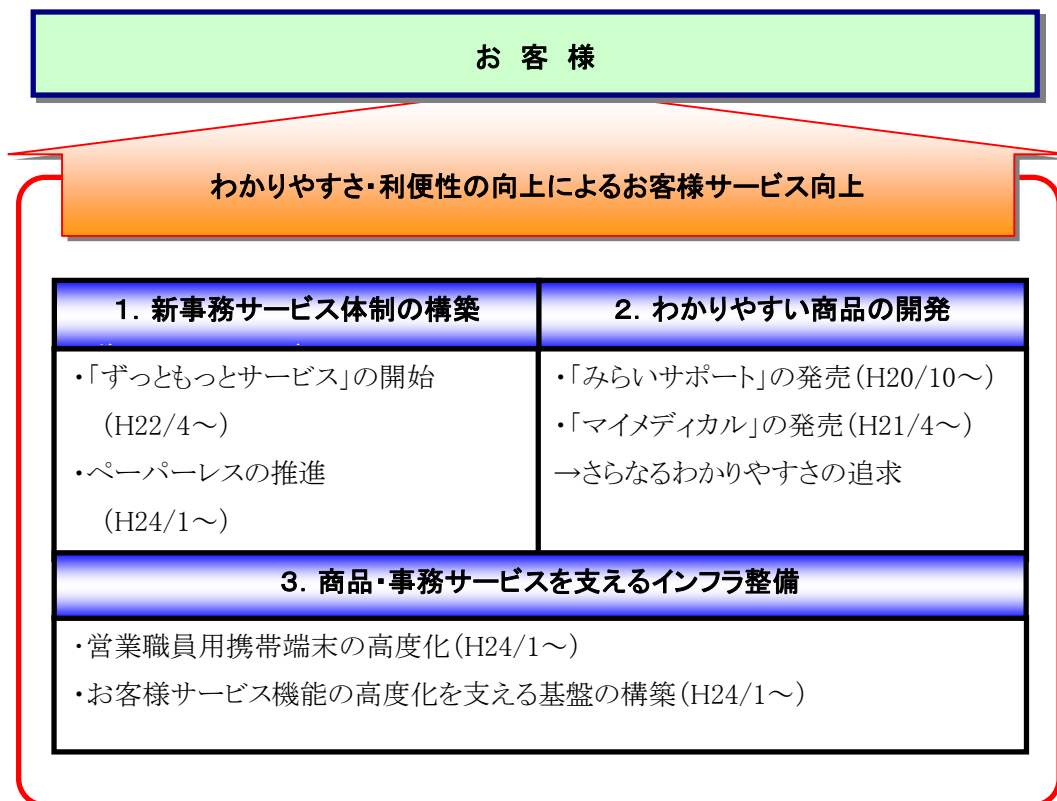 お 客 様
わかりやすさ・利便性の向上によるお客様サービス向上
１．新事務サービス体制の構築
２．わかりやすい商品の開発
・「ずっともっとサービス」の開始
（H22/4～）
・ペーパーレスの推進
（H24/1～）
・「みらいサポート」の発売（H20/10～）
・「マイメディカル」の発売（H21/4～）
→さらなるわかりやすさの追求
３．商品・事務サービスを支えるインフラ整備
・営業職員用携帯端末の高度化（H24/1～）
・お客様サービス機能の高度化を支える基盤の構築（H24/1～）